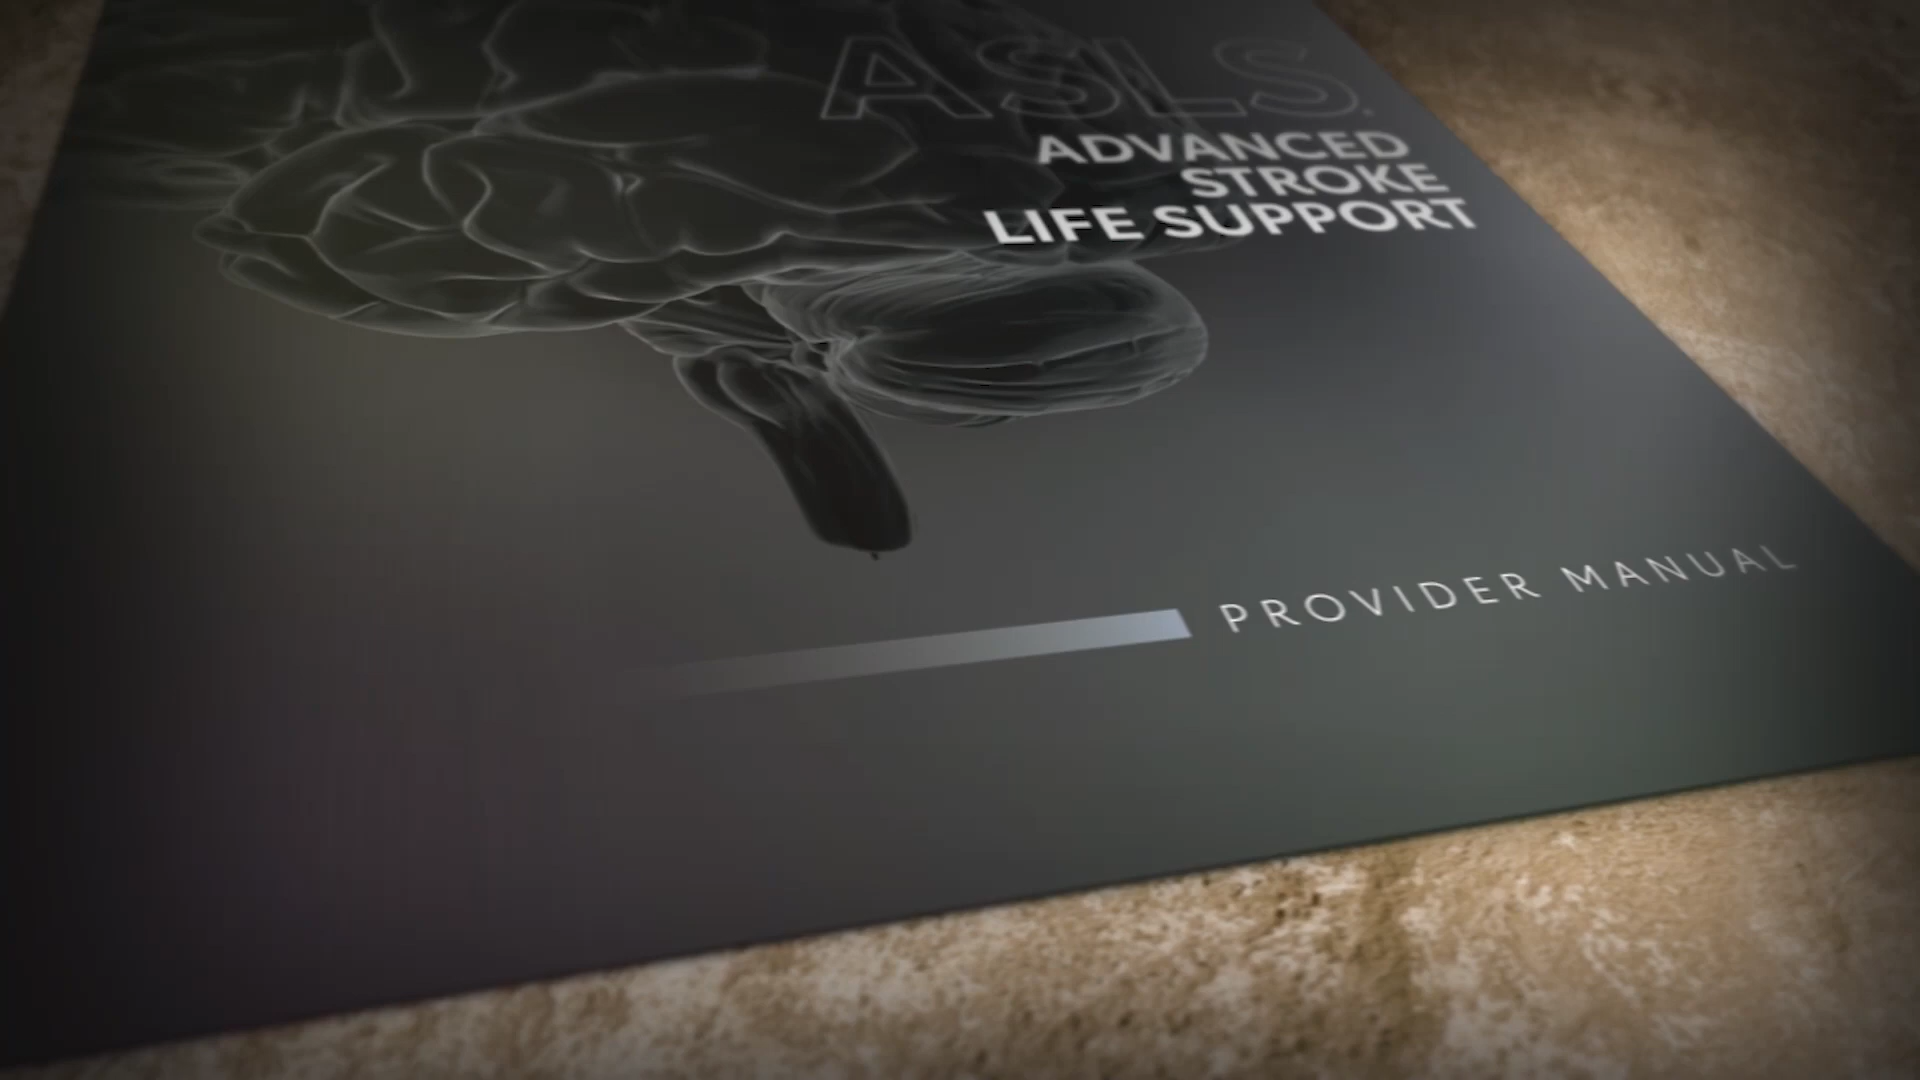 ASLS
ADVANCED
STROKE
LIFE SUPPORT
PROVIDER MANUAL